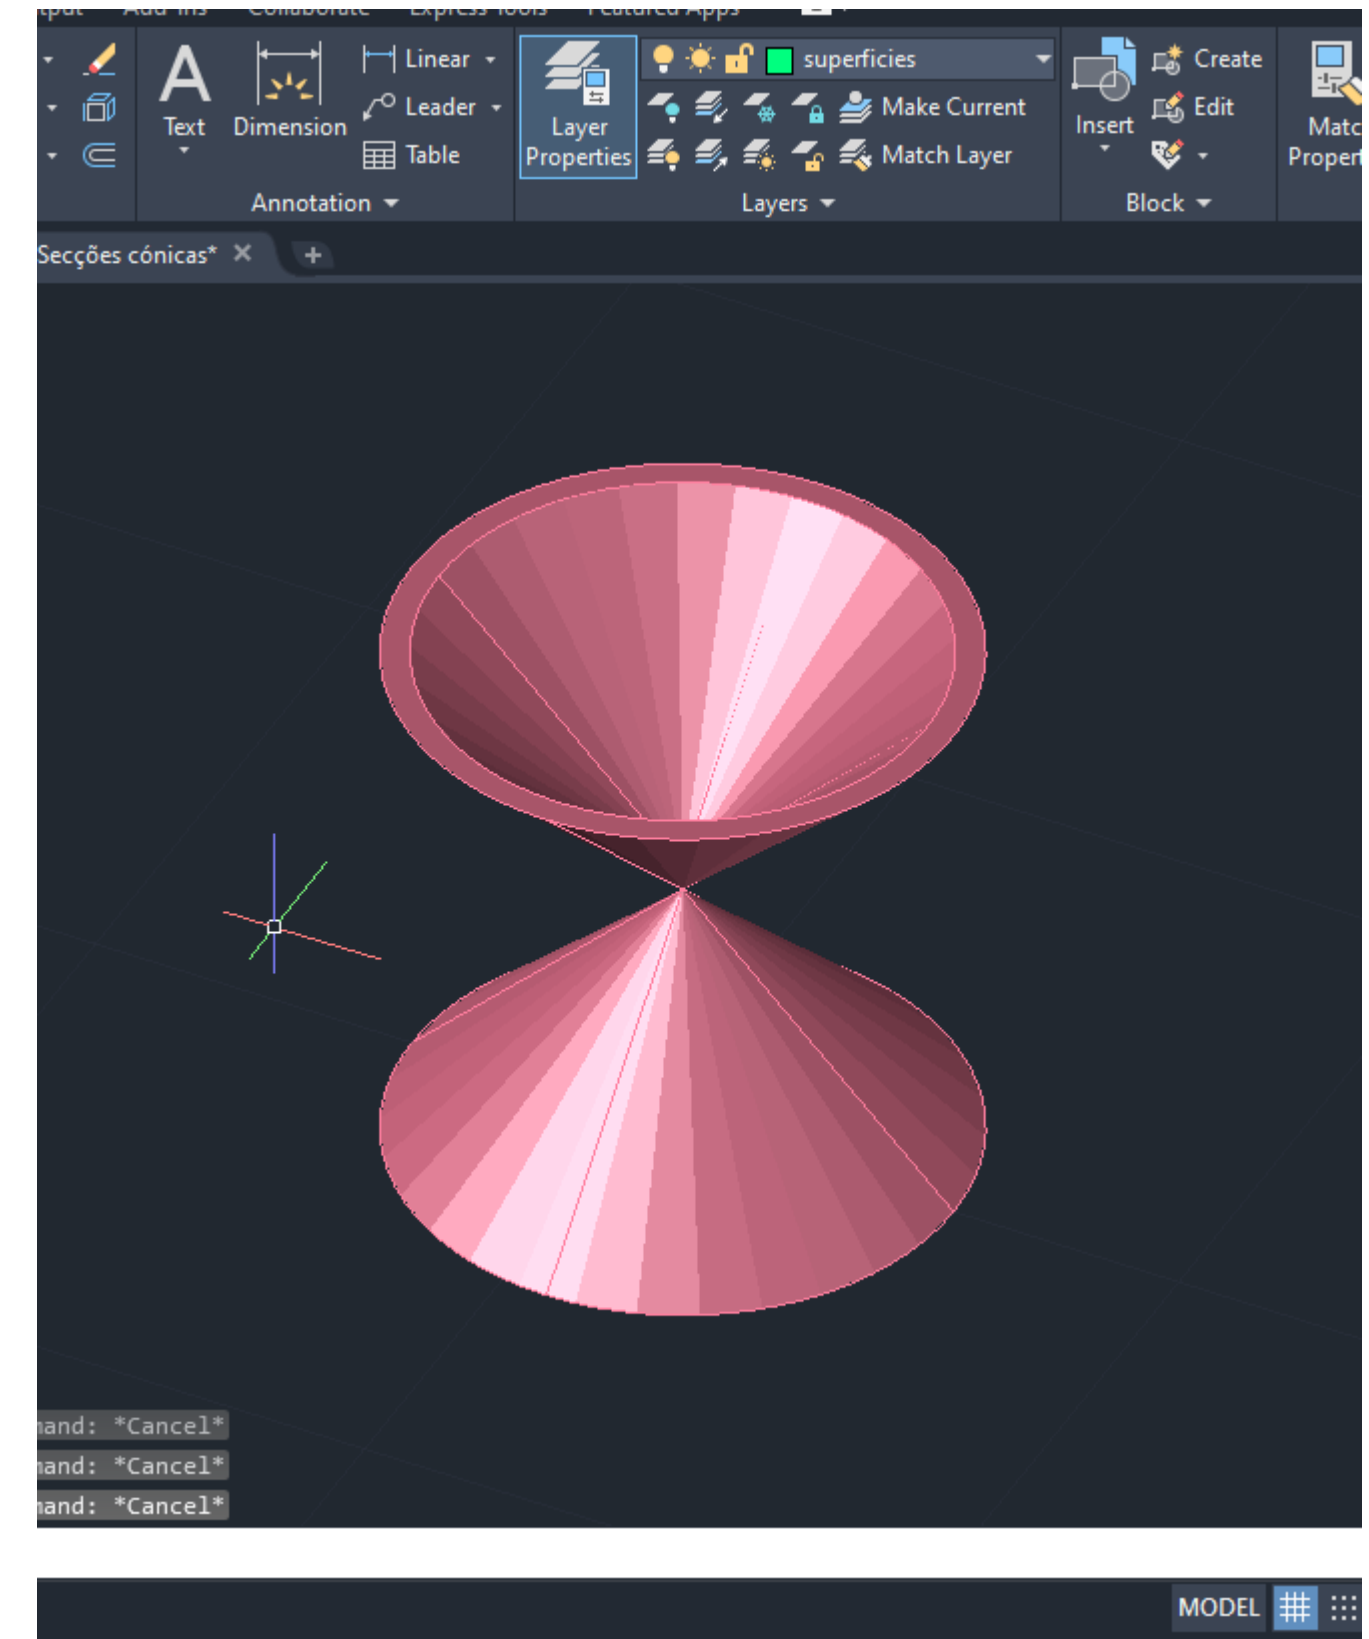 Linear
superficies
Create
Leader
Make Current
Edit
Text
Dimension
Layer
Properties
Insert
Table
Match Layer
Annotation
Layers
Block
Secções cónicas*
*Cancel*
*Cancel*
*Cancel*
MODEL